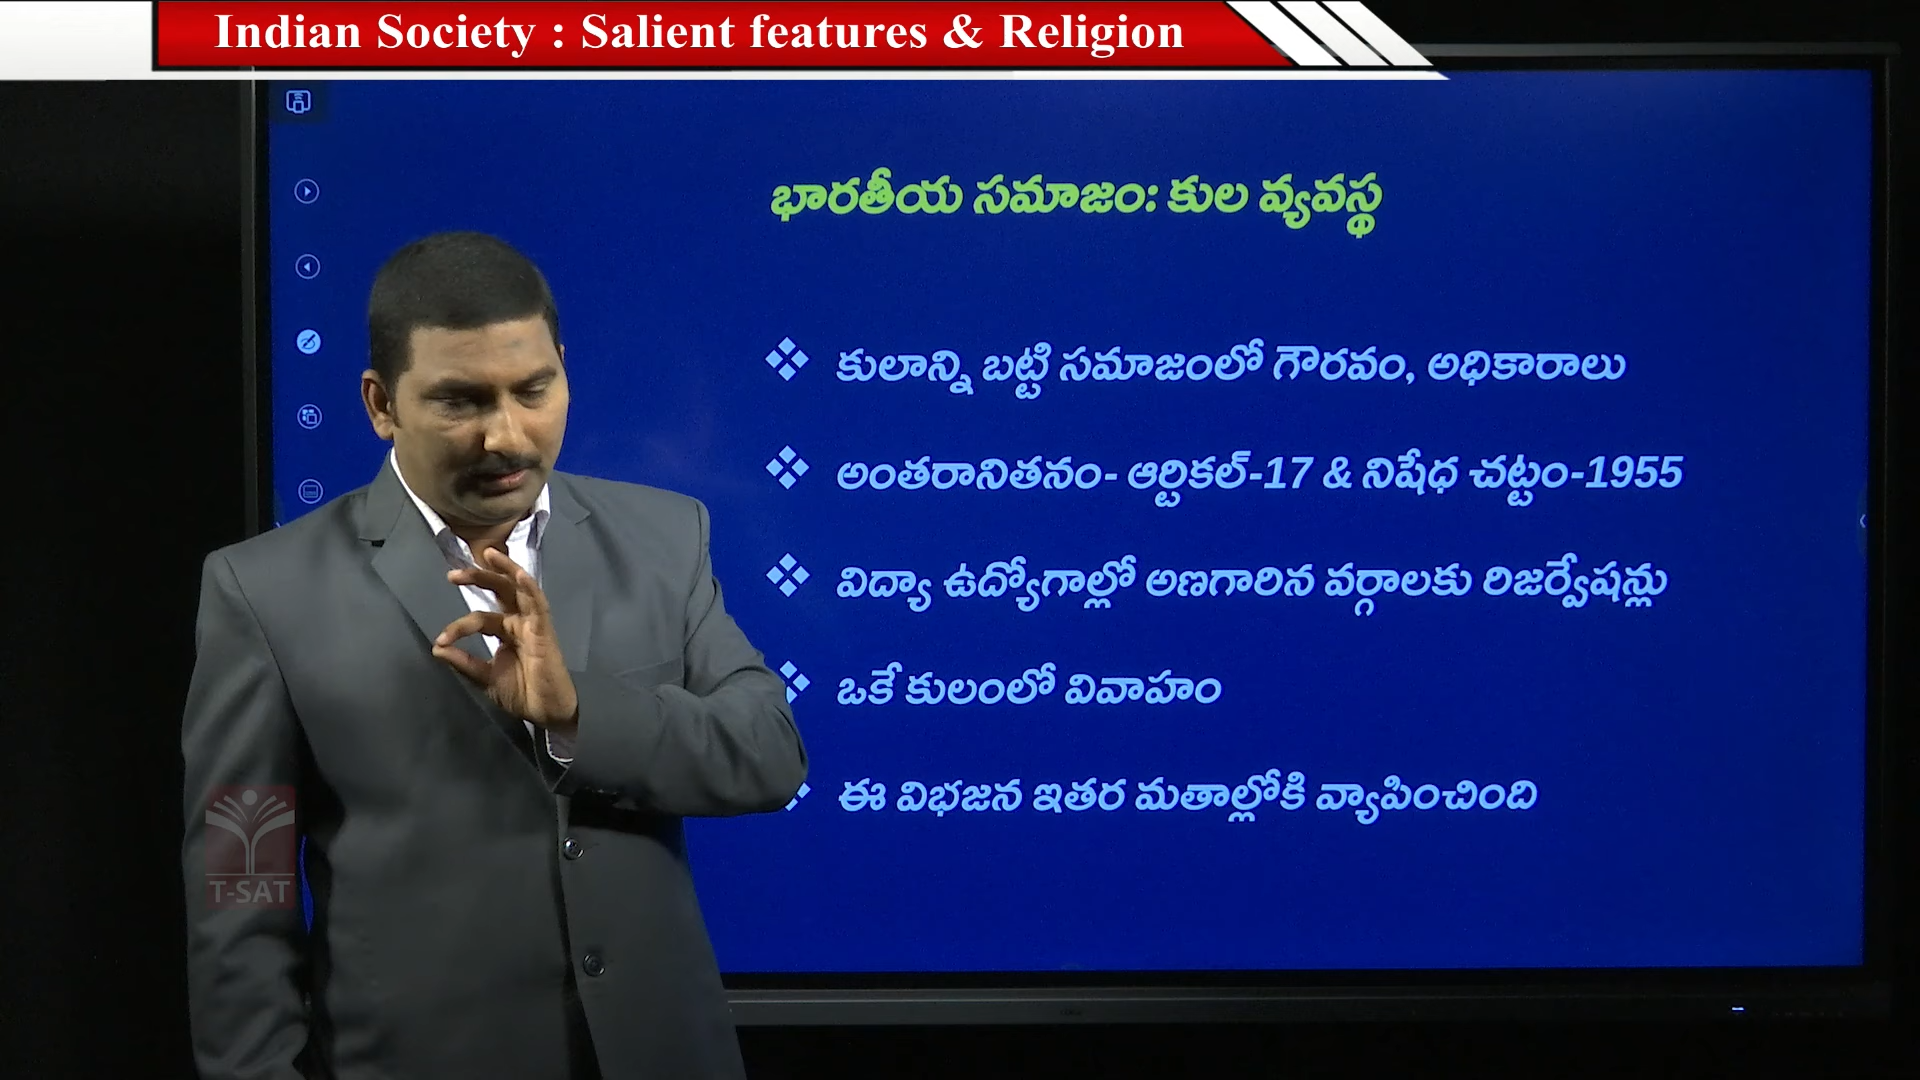 Indian Society : Salient features & Religion
భారతీయ సమాజం: కుల వ్యవస్థ
కులాన్ని బట్టి సమాజంలో గౌరవం, అధికారాలు
అంతరానితనం- ఆర్టికల్-17 & నిషేధ చట్టం-1955
విద్యా ఉద్యోగాల్లో అణగారిన వర్గాలకు రిజర్వేషన్లు
ఒకే కులంలో వివాహం
ఈ విభజన ఇతర మతాల్లోకి వ్యాపించింది
T-SAT